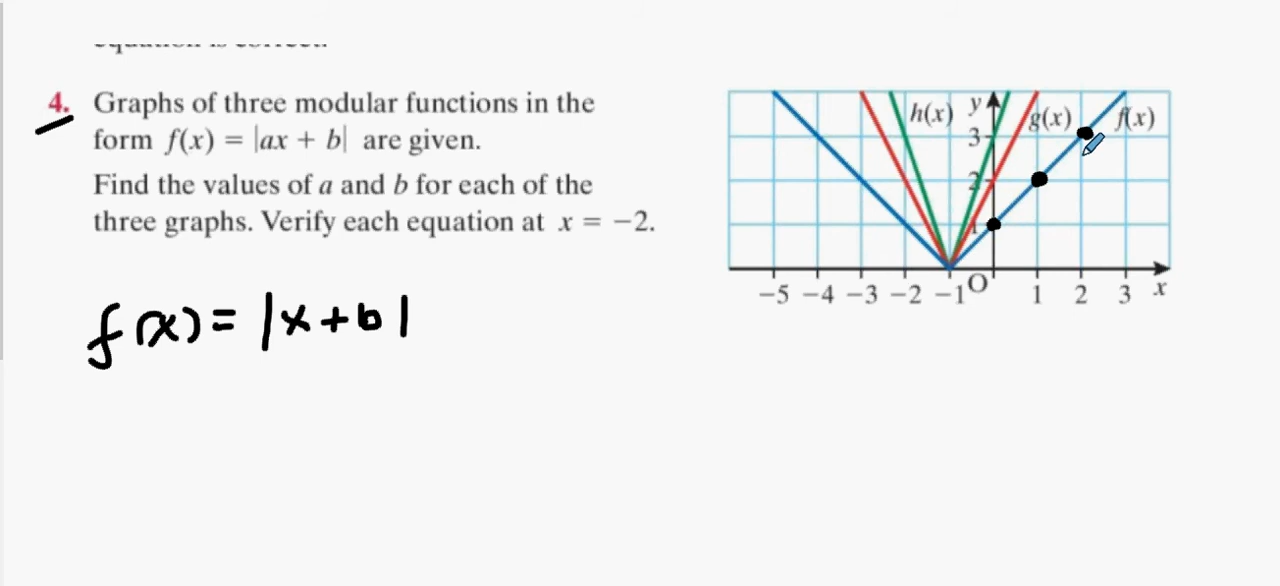 4. Graphs of three modular functions in the
form f(x) = |ax + b| are given.
Find the values of a and b for each of the
three graphs. Verify each equation at x = −2.
f(x) = |x+b|
h(x) y g(x) f(x)
3
2
1
−5 −4 −3 −2 −1 O 1 2 3 x